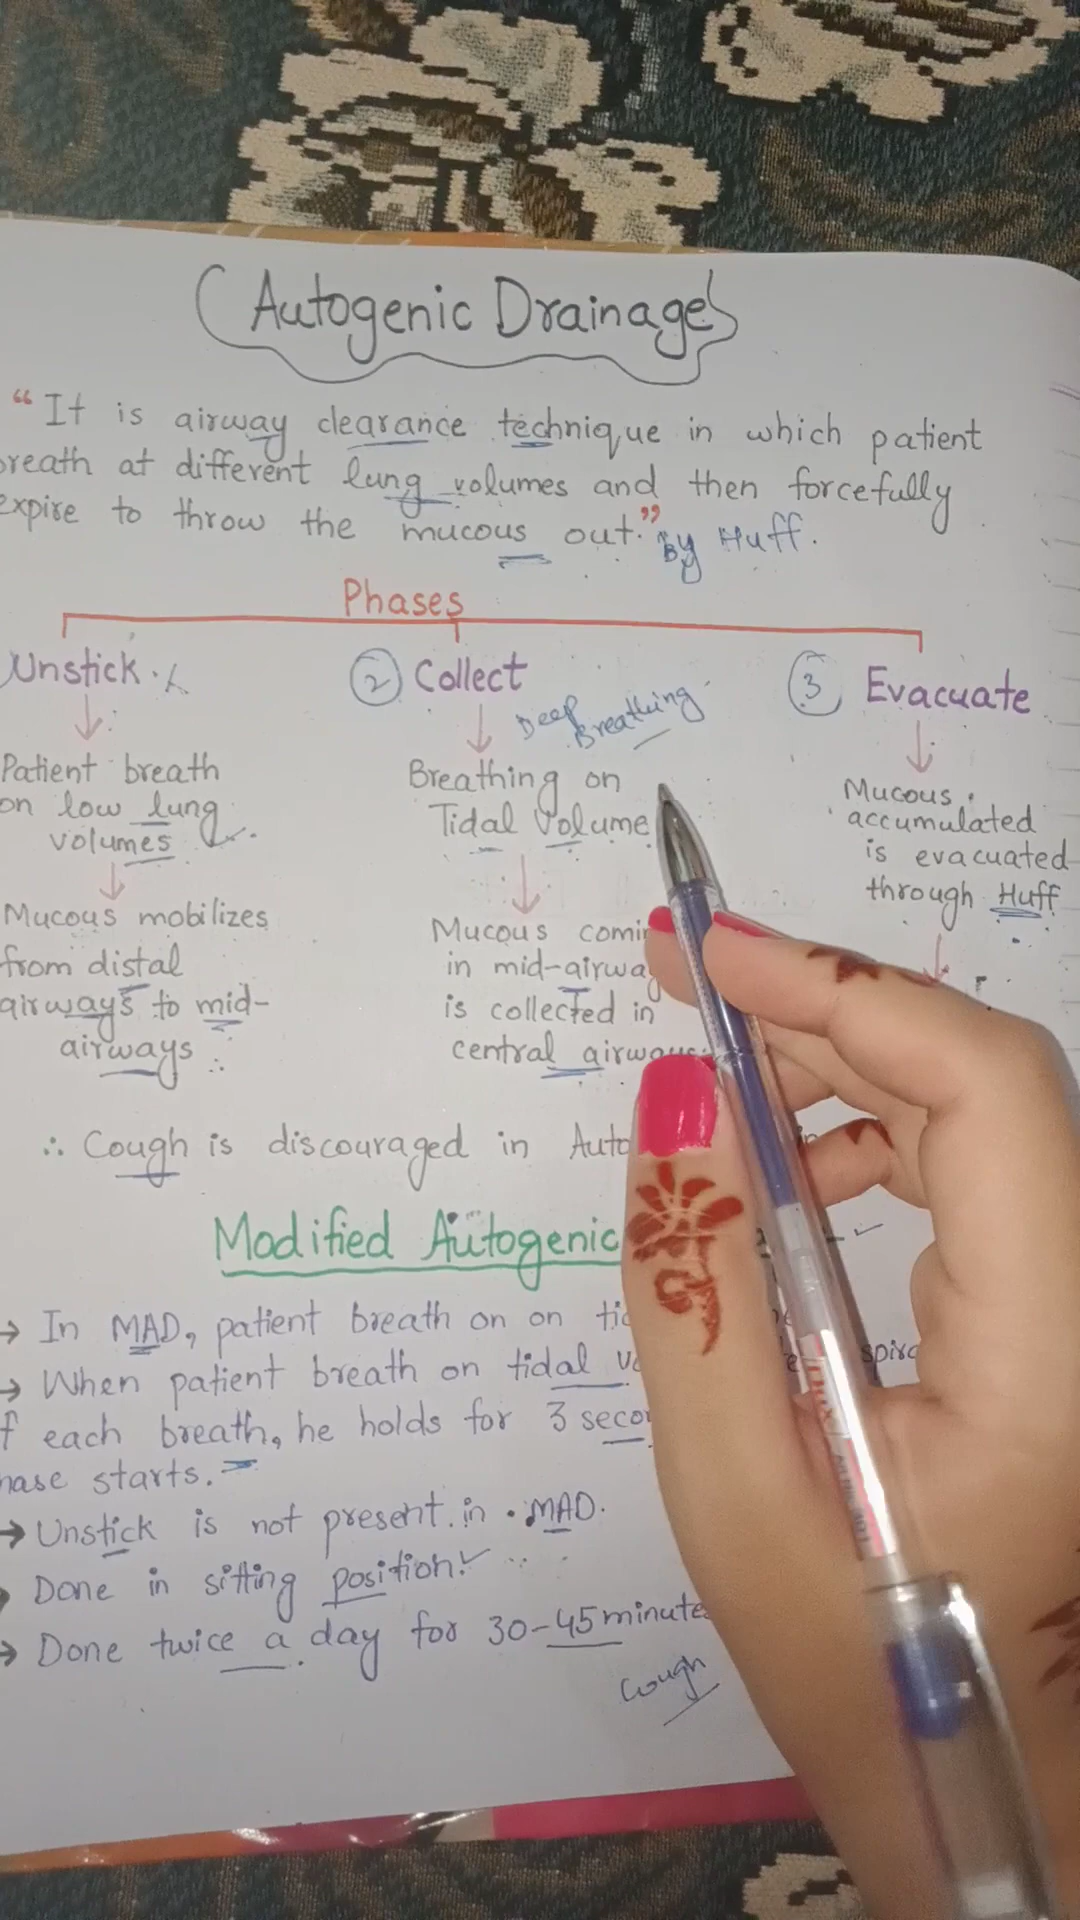 Autogenic Drainage
“It is airway clearance technique in which patient
breath at different lung volumes and then forcefully
expire to throw the mucous out.” By Huff.
Phases
Unstick
Patient breath
on low lung
volumes
Mucous mobilizes
from distal
airways to mid-
airways
2 Collect
Deep
Breathing
Breathing on
Tidal Volume
Mucous
in mid-
is collected in
central
3 Evacuate
Mucous
accumulated
is evacuated
through Huff
∴ Cough is discouraged in
Modified Autogenic
→ In MAD, patient breath on on
→ When patient breath on tidal
each breath, he holds for 3
starts.
→ Unstick is not present in MAD.
Done in sitting position!
→ Done twice a day for 30-45 minute
Cough